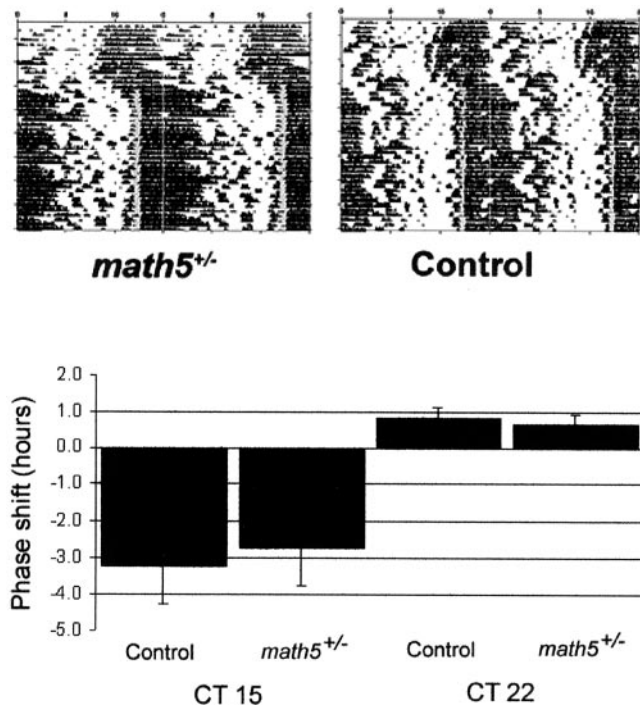 math5+/- Control
2.0
1.0
0.0
-1.0
-2.0
-3.0
-4.0
-5.0
Phase shift (hours)
Control math5+/- Control math5+/-
CT 15 CT 22